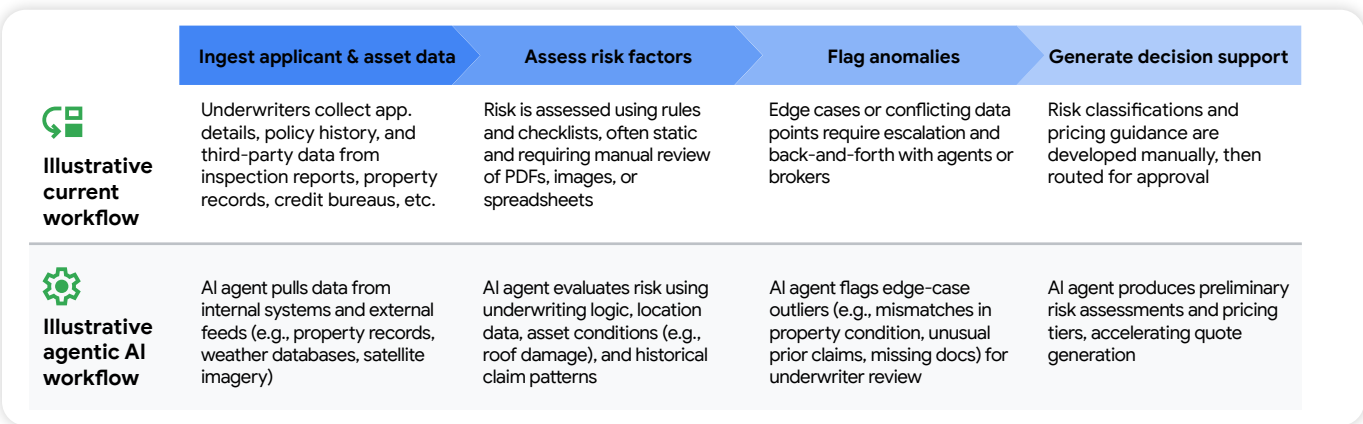 Ingest applicant & asset data
Assess risk factors
Flag anomalies
Generate decision support
Illustrative
current
workflow
Underwriters collect app.
details, policy history, and
third-party data from
inspection reports, property
records, credit bureaus, etc.
Risk is assessed using rules
and checklists, often static
and requiring manual review
of PDFs, images, or
spreadsheets
Edge cases or conflicting data
points require escalation and
back-and-forth with agents or
brokers
Risk classifications and
pricing guidance are
developed manually, then
routed for approval
Illustrative
agentic AI
workflow
AI agent pulls data from
internal systems and external
feeds (e.g., property records,
weather databases, satellite
imagery)
AI agent evaluates risk using
underwriting logic, location
data, asset conditions (e.g.,
roof damage), and historical
claim patterns
AI agent flags edge-case
outliers (e.g., mismatches in
property condition, unusual
prior claims, missing docs) for
underwriter review
AI agent produces preliminary
risk assessments and pricing
tiers, accelerating quote
generation